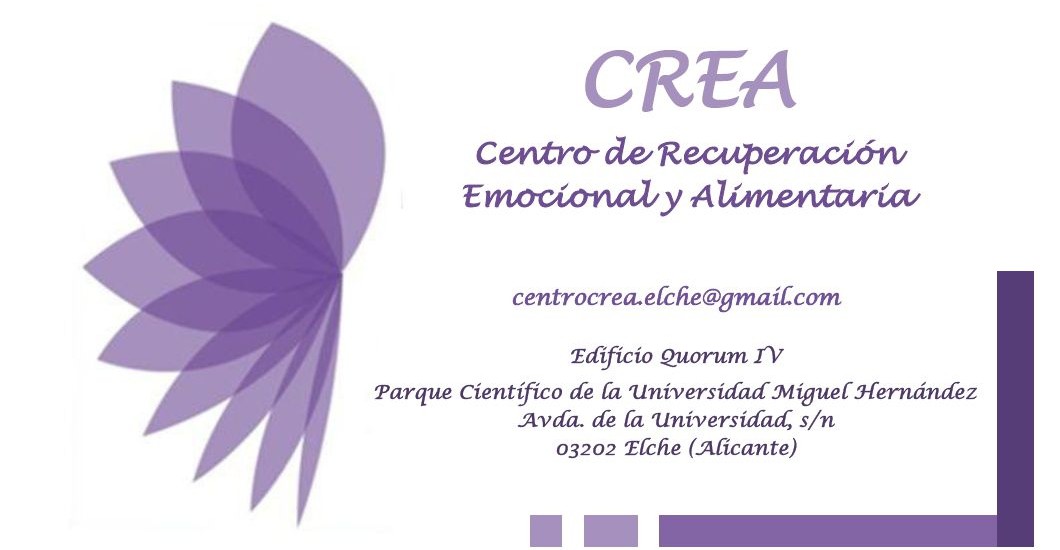 CREA
Centro de Recuperación
Emocional y Alimentaria
centrocrea.elche@gmail.com
Edificio Quorum IV
Parque Científico de la Universidad Miguel Hernández
Avda. de la Universidad, s/n
03202 Elche (Alicante)